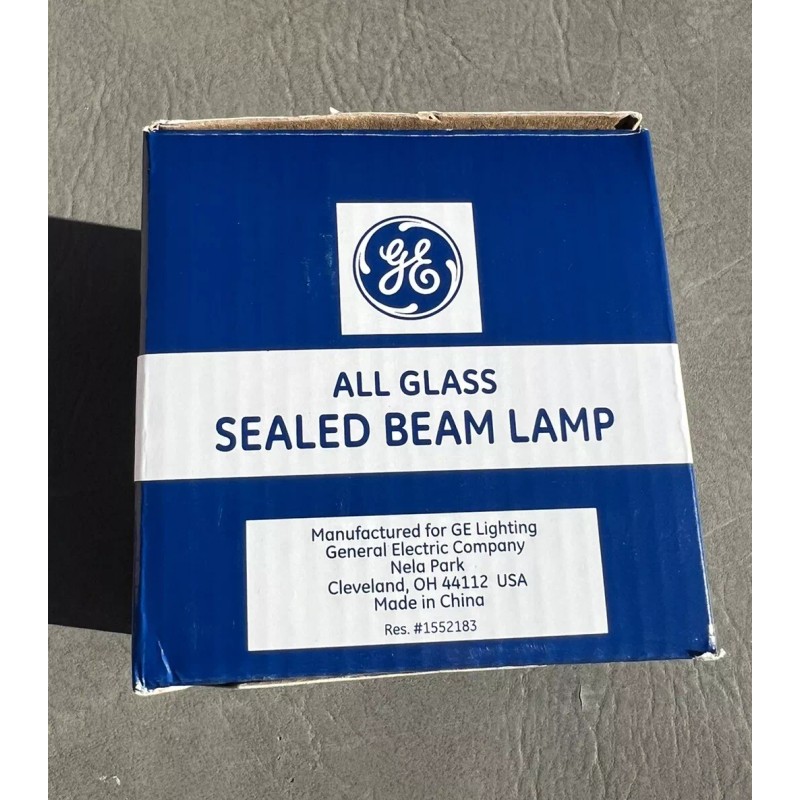 GE
ALL GLASS
SEALED BEAM LAMP
Manufactured for GE Lighting
General Electric Company
Nela Park
Cleveland, OH 44112 USA
Made in China
Res. #1552183